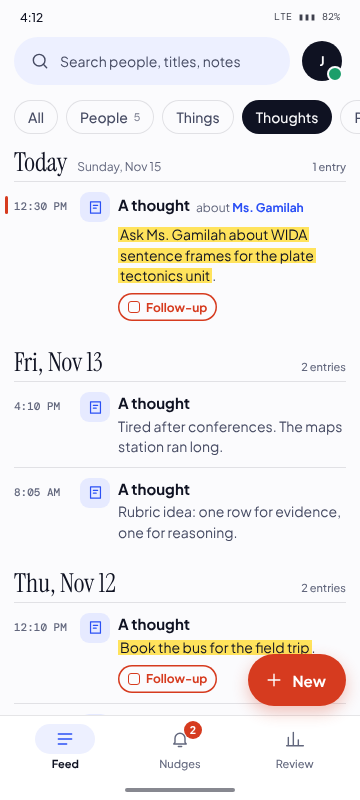 4:12
LTE 82%
Search people, titles, notes
J
All
People 5
Things
Thoughts
Today
Sunday, Nov 15
1 entry
12:30 PM
A thought about Ms. Gamilah
Ask Ms. Gamilah about WIDA
sentence frames for the plate
tectonics unit.
Follow-up
Fri, Nov 13
2 entries
4:10 PM
A thought
Tired after conferences. The maps
station ran long.
8:05 AM
A thought
Rubric idea: one row for evidence,
one for reasoning.
Thu, Nov 12
2 entries
12:10 PM
A thought
Book the bus for the field trip.
Follow-up
New
2
Feed
Nudges
Review